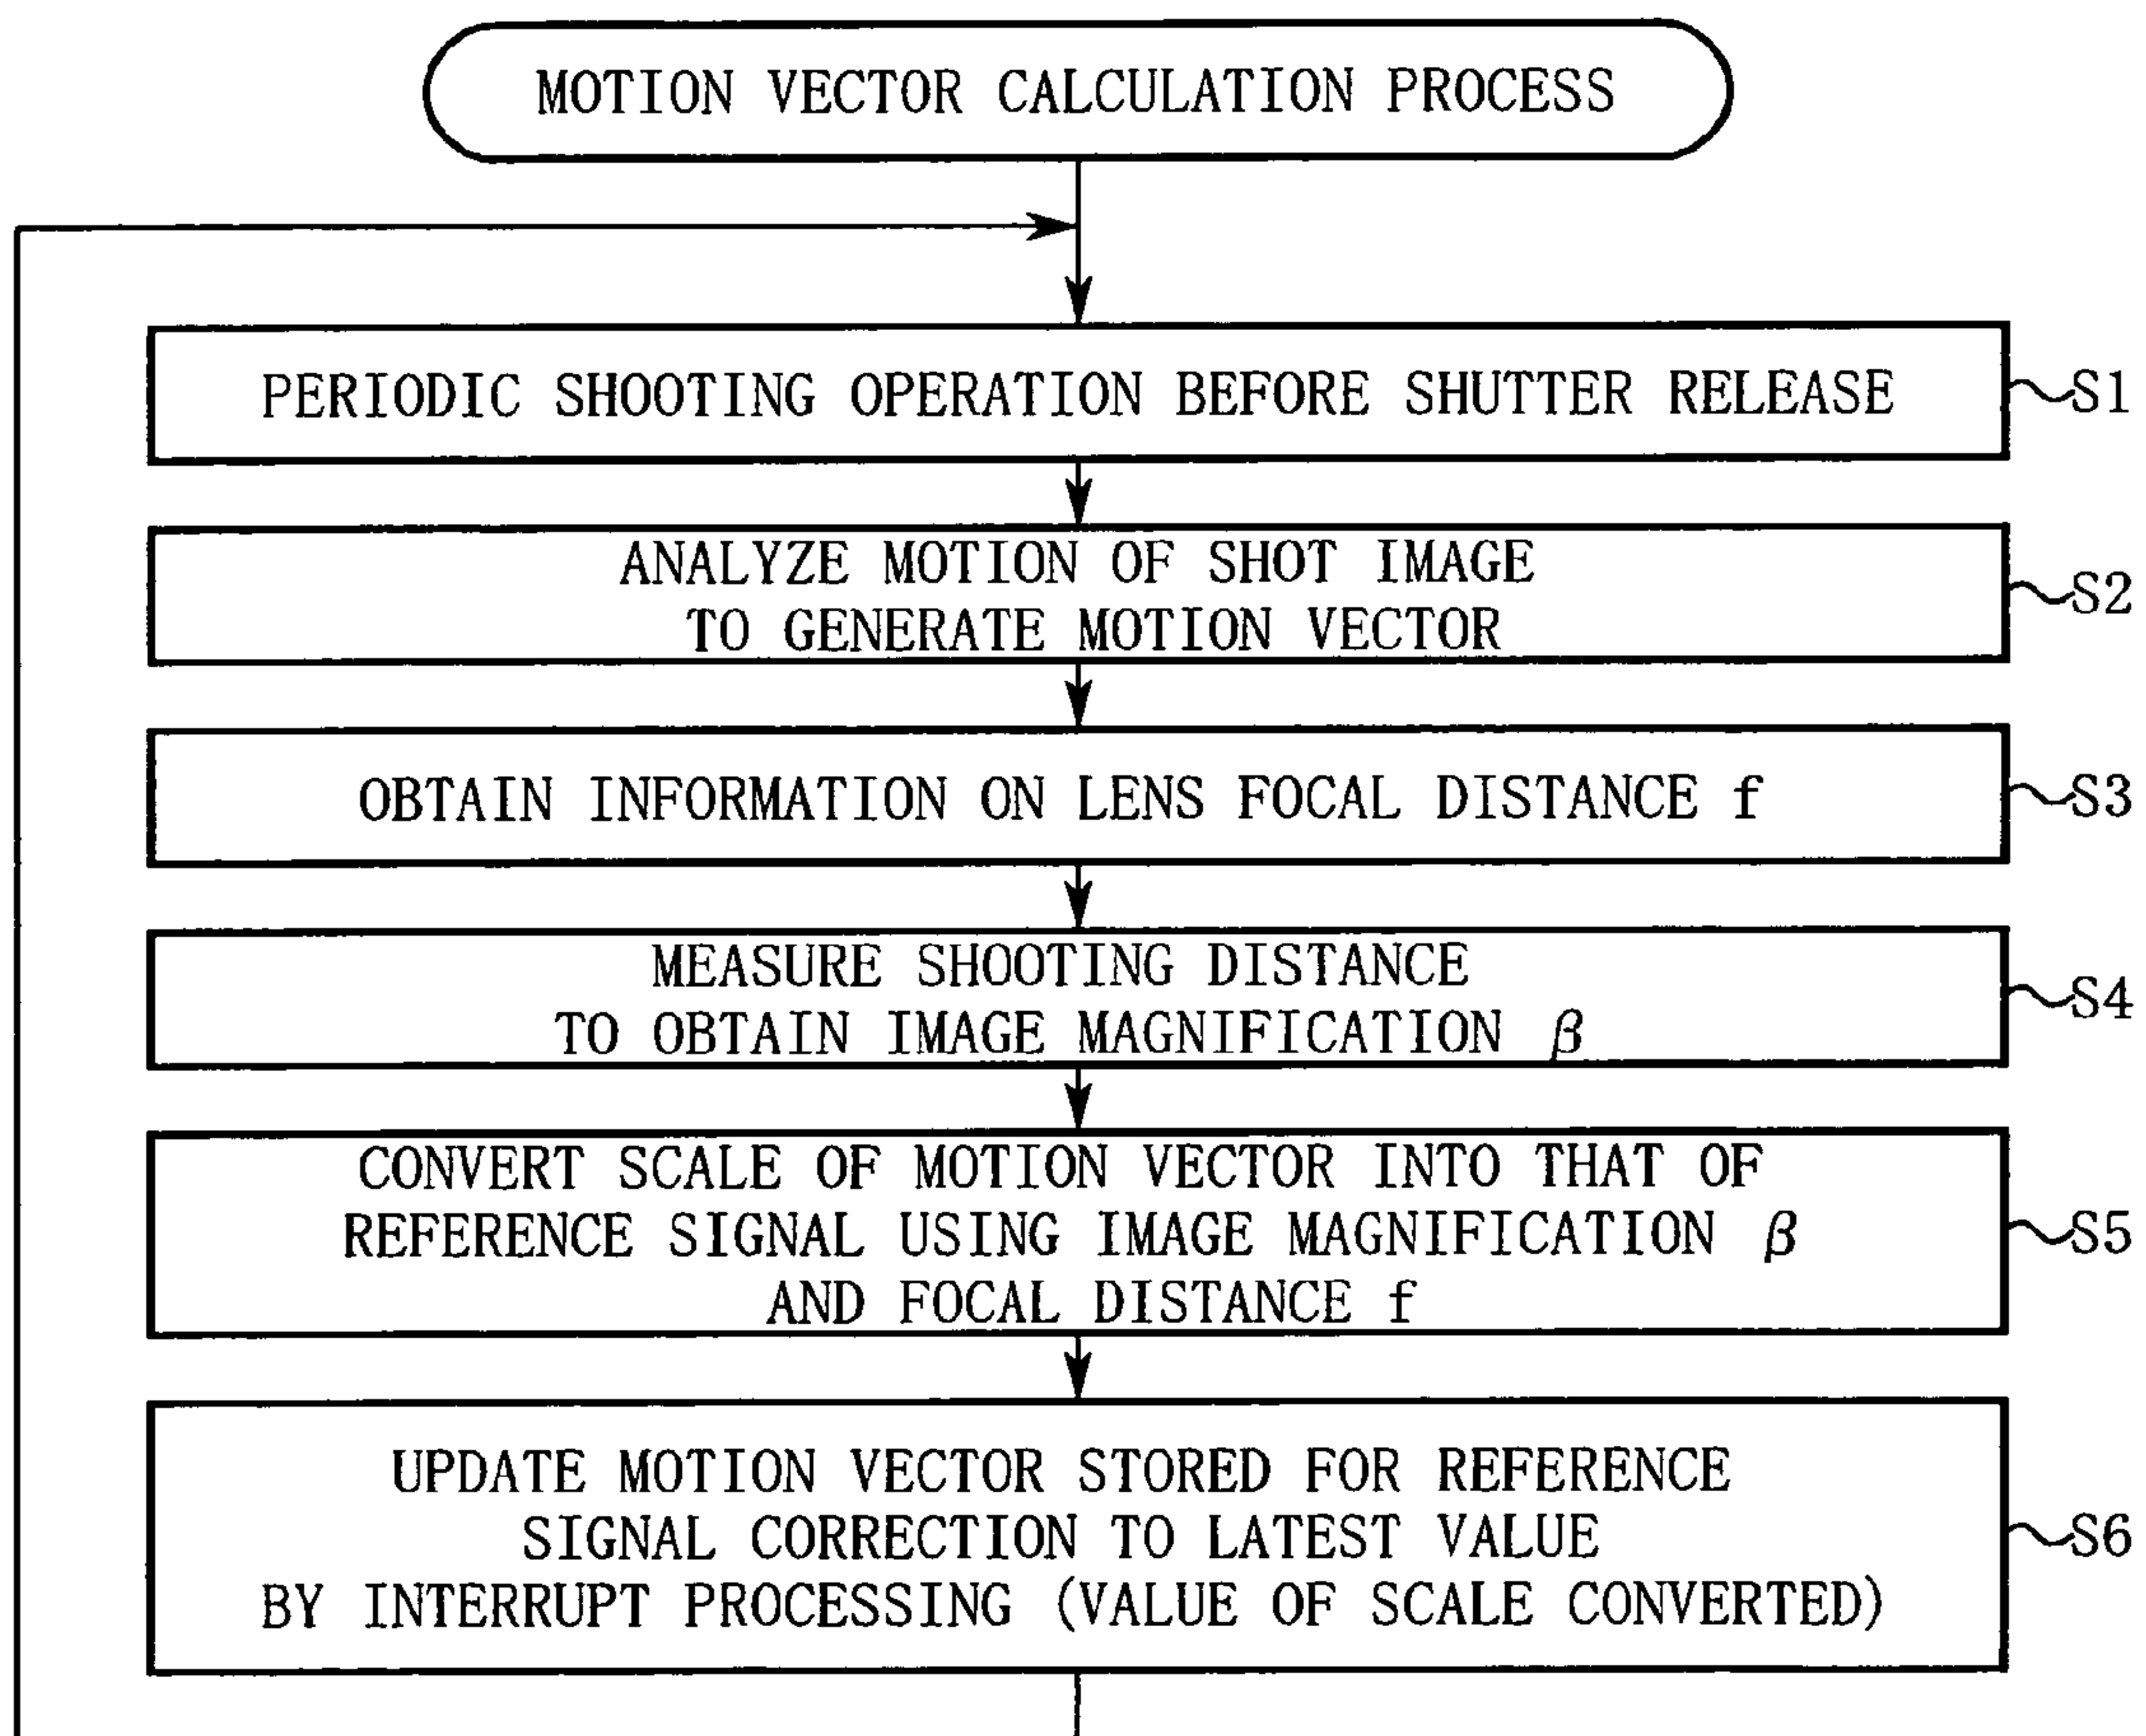 MOTION VECTOR CALCULATION PROCESS
PERIODIC SHOOTING OPERATION BEFORE SHUTTER RELEASE
S1
ANALYZE MOTION OF SHOT IMAGE
TO GENERATE MOTION VECTOR
S2
OBTAIN INFORMATION ON LENS FOCAL DISTANCE f
S3
MEASURE SHOOTING DISTANCE
TO OBTAIN IMAGE MAGNIFICATION β
S4
CONVERT SCALE OF MOTION VECTOR INTO THAT OF
REFERENCE SIGNAL USING IMAGE MAGNIFICATION β
AND FOCAL DISTANCE f
S5
UPDATE MOTION VECTOR STORED FOR REFERENCE
SIGNAL CORRECTION TO LATEST VALUE
BY INTERRUPT PROCESSING (VALUE OF SCALE CONVERTED)
S6